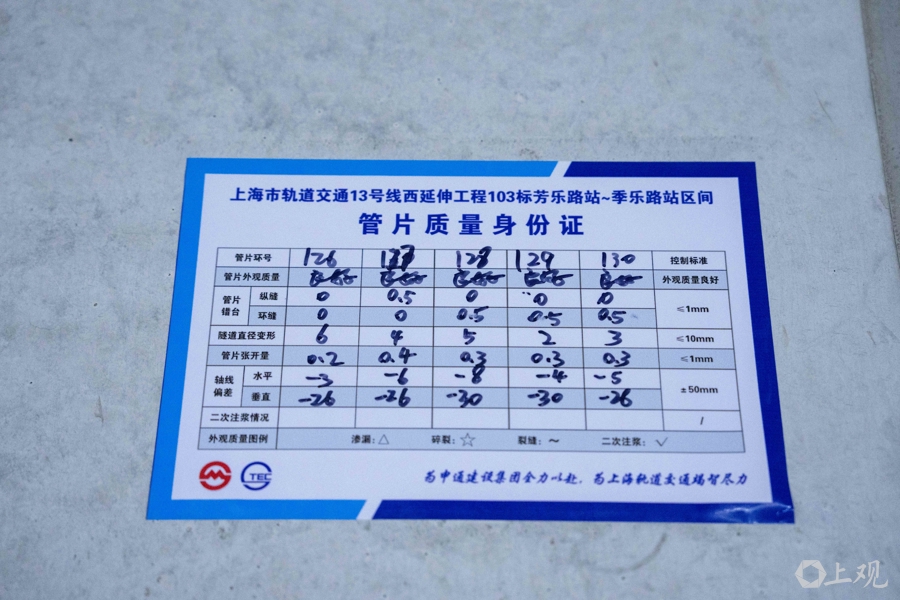 上海市轨道交通13号线西延伸工程103标芳乐路站~季乐路站区间
管片质量身份证
管片环号 126 127 128 129 130 控制标准
管片外观质量 外观质量良好
管片错台 纵缝 0 0.5 0 0 0 ≤1mm
环缝 0 0 0.5 0.5 0.5
隧道直径变形 6 4 5 2 3 ≤10mm
管片张开量 0.2 0.4 0.3 0.3 0.3 ≤1mm
轴线偏差 水平 -3 -6 -8 -4 -5 ±50mm
垂直 -26 -26 -30 -30 -26
二次注浆情况 /
外观质量图例 渗漏:△ 碎裂:☆ 裂缝:~ 二次注浆:√
STEC 为申通建设集团全力以赴,为上海轨道交通竭智尽力
上观